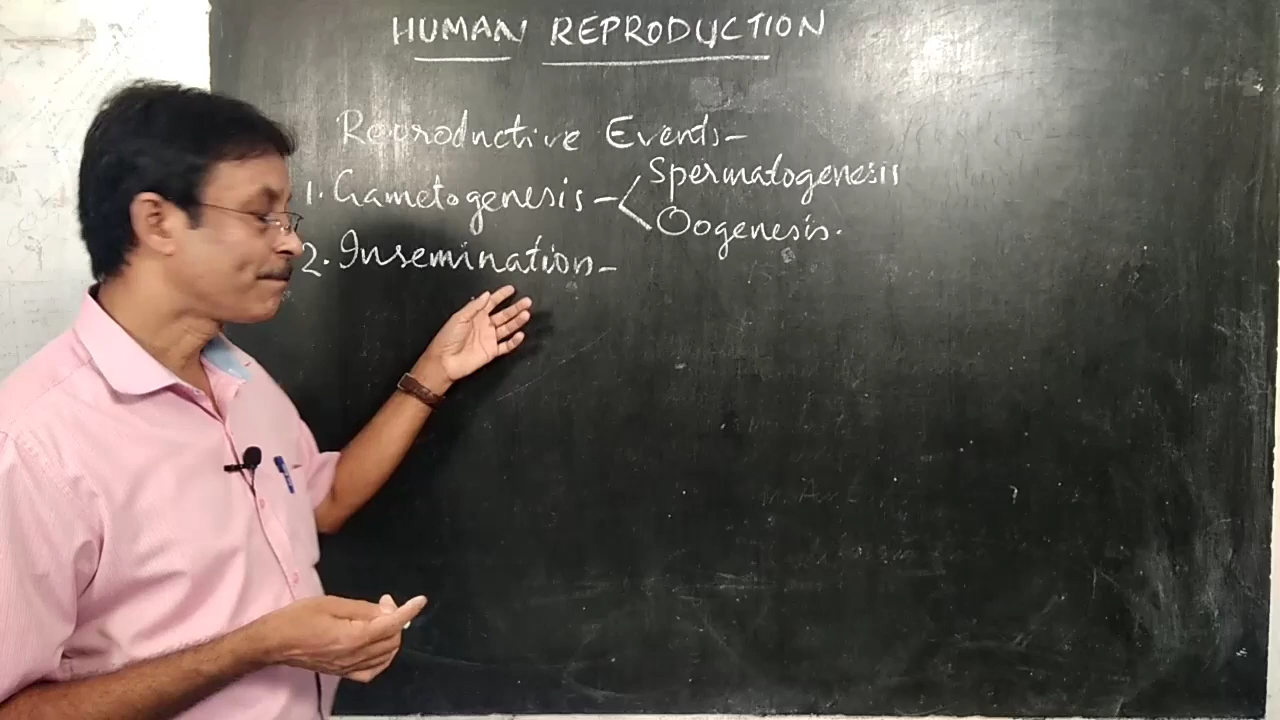 HUMAN REPRODUCTION
Reproductive Events-
1. Gametogenesis - < Spermatogenesis
Oogenesis.
2. Insemination-